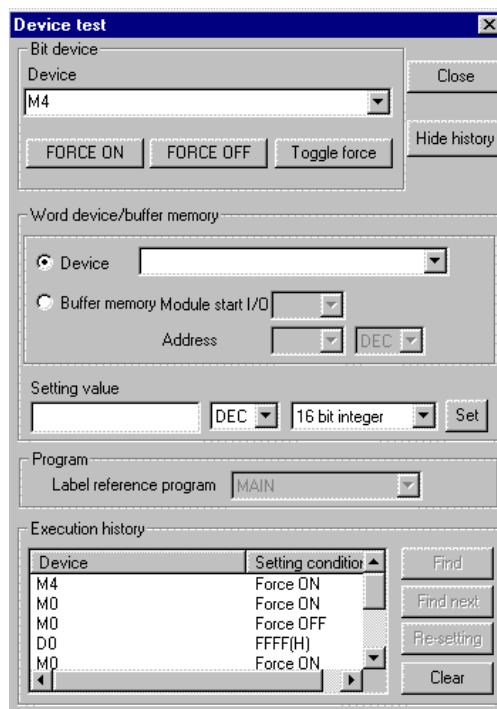 Device test
Bit device
Device
Close
M4
Hide history
FORCE ON FORCE OFF Toggle force
Word device/buffer memory
Device
Buffer memory Module start I/O
Address DEC
Setting value
DEC 16 bit integer Set
Program
Label reference program MAIN
Execution history
Device Setting condition
Find
M4 Force ON
M0 Force ON
Find next
M0 Force OFF
D0 FFFF(H)
Re-setting
M0 Force ON
Clear